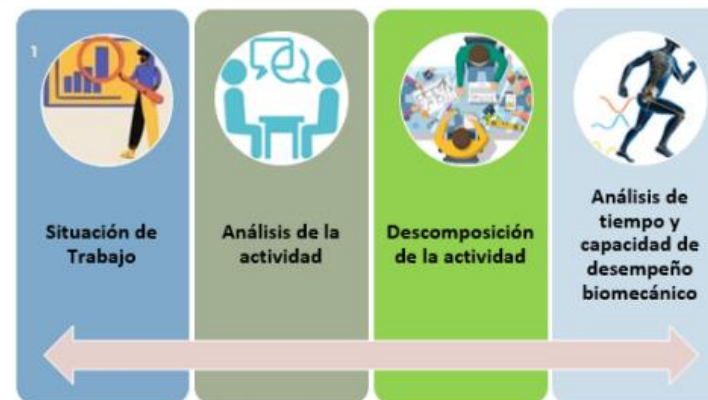 1
Situación de
Trabajo
Análisis de la
actividad
Descomposición
de la actividad
Análisis de
tiempo y
capacidad de
desempeño
biomecánico